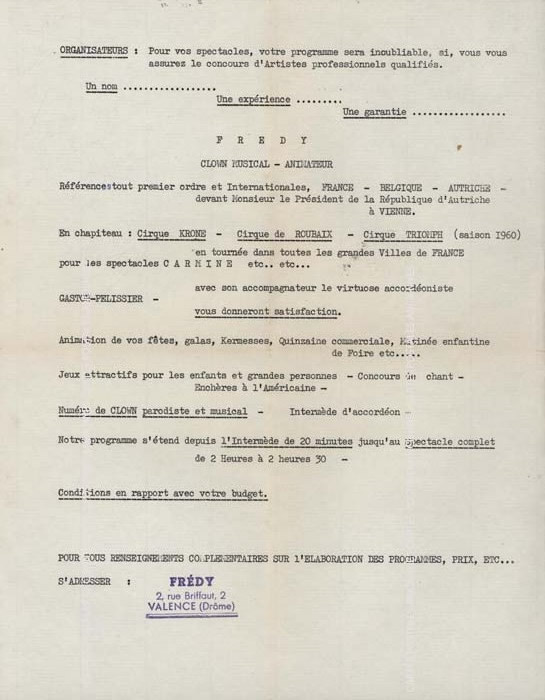 ORGANISATEURS : Pour vos spectacles, votre programme sera inoubliable, si, vous vous
assurez le concours d'Artistes professionnels qualifiés.
Un nom .................
Une expérience .........
Une garantie .................
F R E D Y
CLOWN MUSICAL - ANIMATEUR
Références tout premier ordre et Internationales, FRANCE - BELGIQUE - AUTRICHE -
devant Monsieur le Président de la République d'Autriche
à VIENNE.
En chapiteau : Cirque KRONE - Cirque de ROUBAIX - Cirque TRIOMPH (saison 1960)
en tournée dans toutes les grandes Villes de FRANCE
pour les spectacles C A R M I N E etc.. etc...
avec son accompagnateur le virtuose accordéoniste
GASTON-PELISSIER -
vous donneront satisfaction.
Animation de vos fêtes, galas, Kermesses, Quinzaine commerciale, Matinée enfantine
de Foire etc.....
Jeux attractifs pour les enfants et grandes personnes - Concours de chant -
Enchères à l'Américaine -
Numéro de CLOWN parodiste et musical - Intermède d'accordéon -
Notre programme s'étend depuis l'Intermède de 20 minutes jusqu'au Spectacle complet
de 2 Heures à 2 heures 30 -
Conditions en rapport avec votre budget.
POUR TOUS RENSEIGNEMENTS COMPLEMENTAIRES SUR L'ELABORATION DES PROGRAMMES, PRIX, ETC...
S'ADRESSER : FRÉDY
2, rue Briffaut, 2
VALENCE (Drôme)